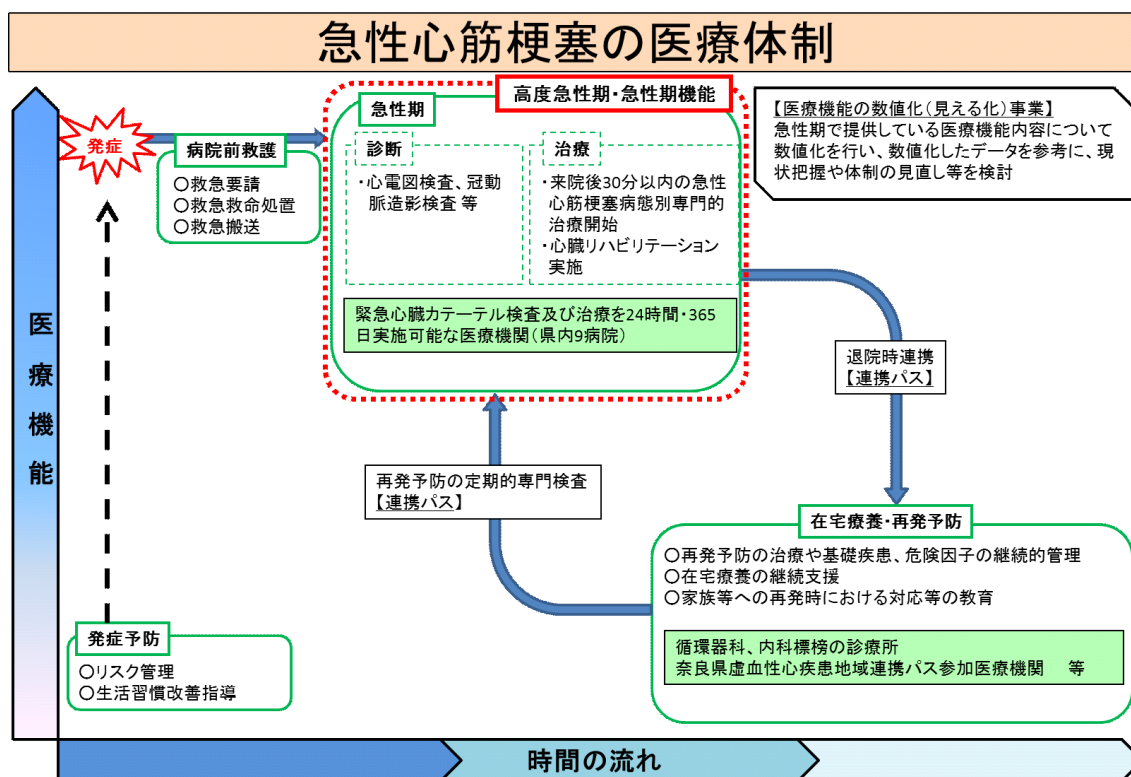 急性心筋梗塞の医療体制
医療機能
発症
病院前救護
○救急要請
○救急救命処置
○救急搬送
高度急性期・急性期機能
急性期
診断
・心電図検査、冠動
脈造影検査 等
治療
・来院後30分以内の急性
心筋梗塞病態別専門的
治療開始
・心臓リハビリテーション
実施
緊急心臓カテーテル検査及び治療を24時間・365
日実施可能な医療機関(県内9病院)
【医療機能の数値化(見える化)事業】
急性期で提供している医療機能内容について
数値化を行い、数値化したデータを参考に、現
状把握や体制の見直し等を検討
退院時連携
【連携パス】
再発予防の定期的専門検査
【連携パス】
在宅療養・再発予防
○再発予防の治療や基礎疾患、危険因子の継続的管理
○在宅療養の継続支援
○家族等への再発時における対応等の教育
循環器科、内科標榜の診療所
奈良県虚血性心疾患地域連携パス参加医療機関 等
発症予防
○リスク管理
○生活習慣改善指導
時間の流れ